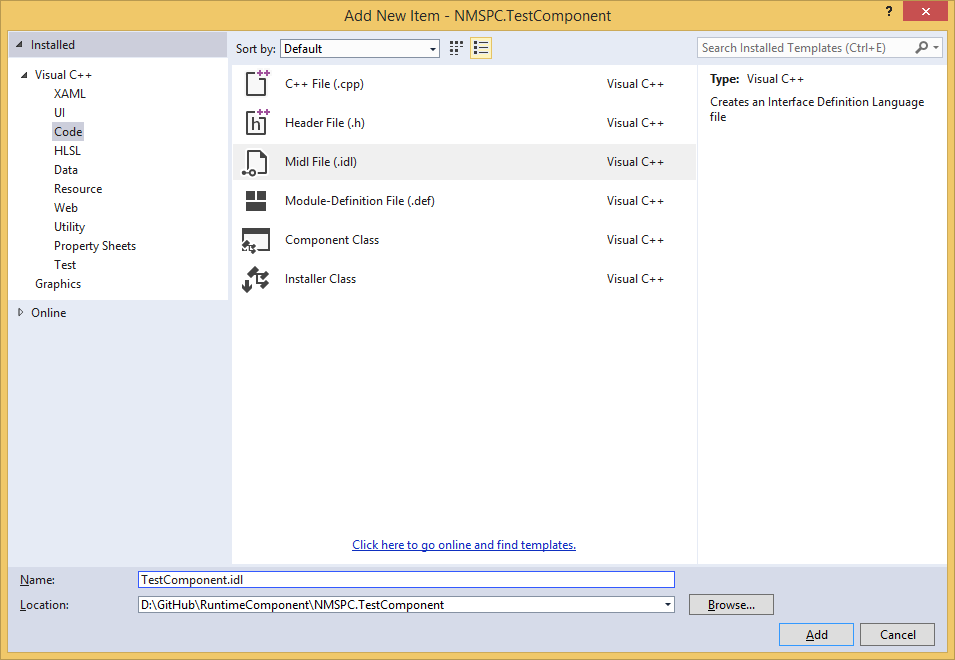 Add New Item - NMSPC.TestComponent
?
Installed
Visual C++
XAML
UI
Code
HLSL
Data
Resource
Web
Utility
Property Sheets
Test
Graphics
Online
Sort by: Default
Search Installed Templates (Ctrl+E)
C++ File (.cpp) Visual C++
Header File (.h) Visual C++
Midl File (.idl) Visual C++
Module-Definition File (.def) Visual C++
Component Class Visual C++
Installer Class Visual C++
Click here to go online and find templates.
Type: Visual C++
Creates an Interface Definition Language
file
Name: TestComponent.idl
Location: D:\GitHub\RuntimeComponent\NMSPC.TestComponent
Browse...
Add Cancel